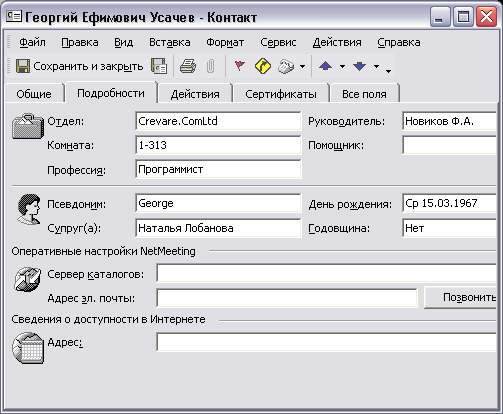 Георгий Ефимович Усачев - Контакт
Файл Правка Вид Вставка Формат Сервис Действия Справка
Сохранить и закрыть
Общие Подробности Действия Сертификаты Все поля
Отдел: Crevare.ComLtd Руководитель: Новиков Ф.А.
Комната: 1-313 Помощник:
Профессия: Программист
Псевдоним: George День рождения: Ср 15.03.1967
Супруг(а): Наталья Лобанова Годовщина: Нет
Оперативные настройки NetMeeting
Сервер каталогов:
Адрес эл. почты: Позвонить
Сведения о доступности в Интернете
Адрес: